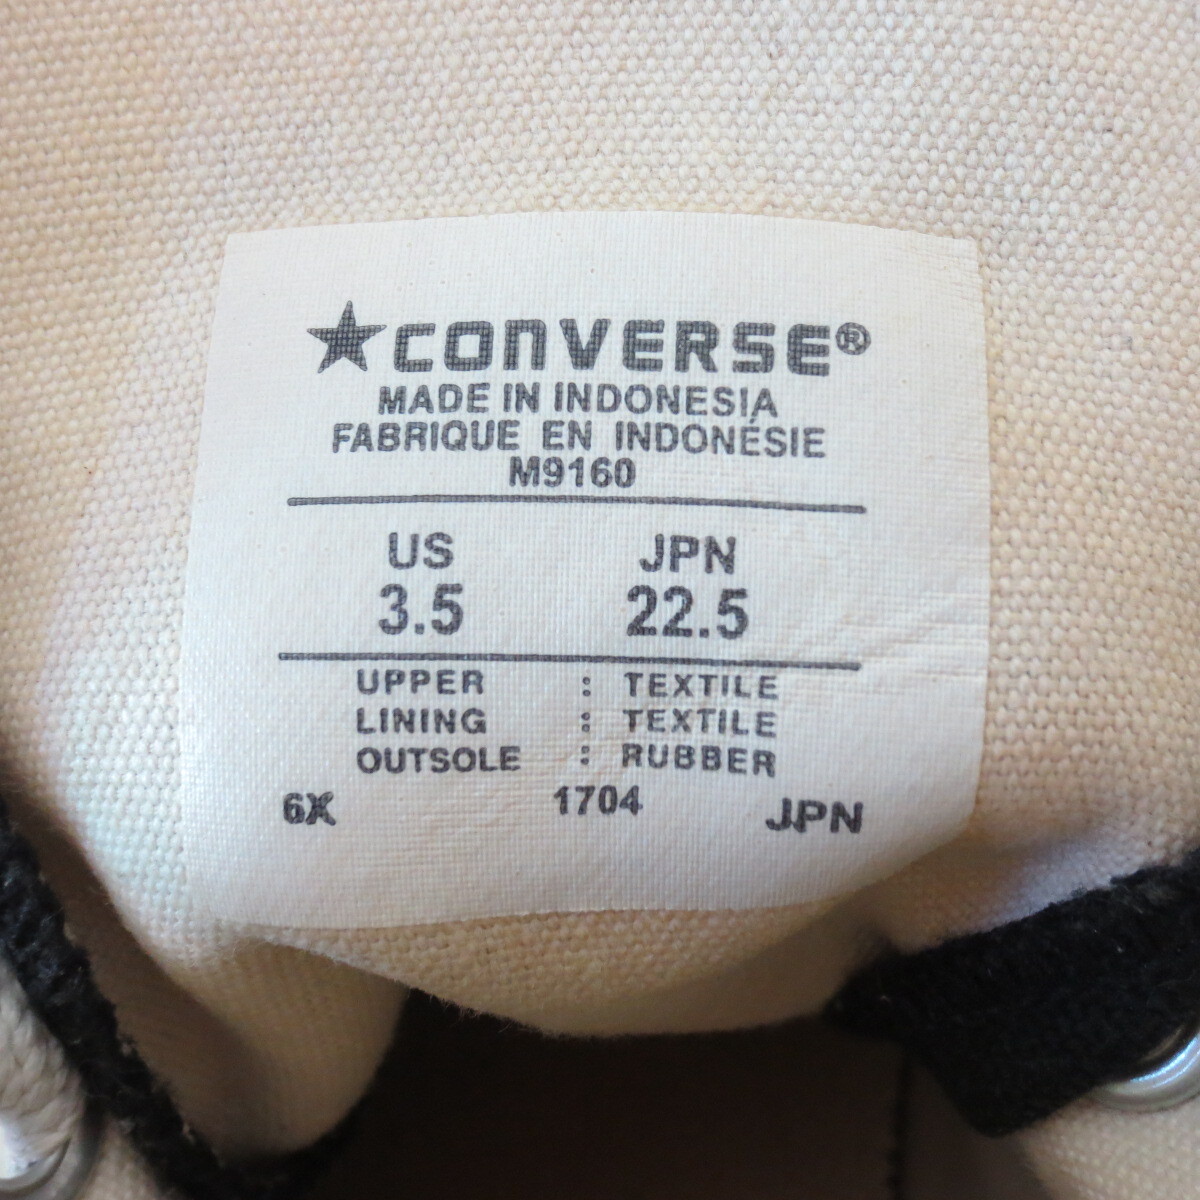 CONVERSE®
MADE IN INDONESIA
FABRIQUE EN INDONÉSIE
M9160
US JPN
3.5 22.5
UPPER : TEXTILE
LINING : TEXTILE
OUTSOLE : RUBBER
6X 1704 JPN